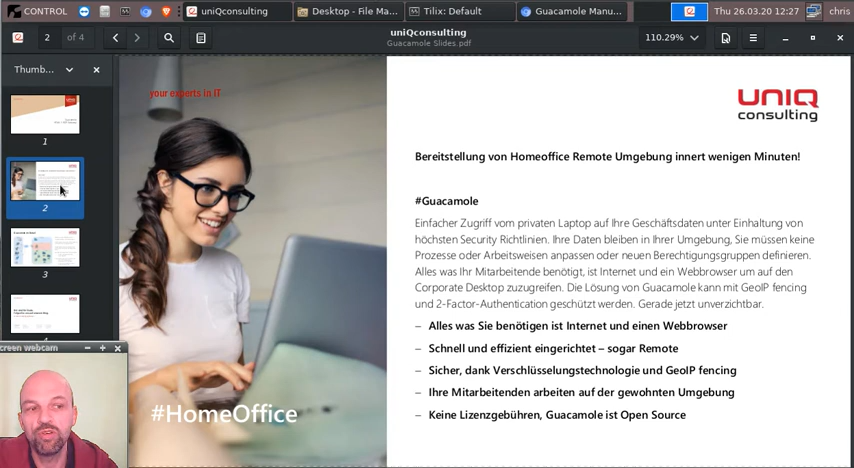 CONTROL
uniQconsulting
Desktop - File Ma...
Tilix: Default
Guacamole Manu...
Thu 26.03.20 12:27
chris
2 of 4
uniQconsulting
Guacamole Slides.pdf
110.29%
Thumb...
1
2
3
your experts in IT
UNIQ
consulting
Bereitstellung von Homeoffice Remote Umgebung innert wenigen Minuten!
#Guacamole
Einfacher Zugriff vom privaten Laptop auf Ihre Geschäftsdaten unter Einhaltung von
höchsten Security Richtlinien. Ihre Daten bleiben in Ihrer Umgebung, Sie müssen keine
Prozesse oder Arbeitsweisen anpassen oder neuen Berechtigungsgruppen definieren.
Alles was Ihr Mitarbeitende benötigt, ist Internet und ein Webbrowser um auf den
Corporate Desktop zuzugreifen. Die Lösung von Guacamole kann mit GeoIP fencing
und 2-Factor-Authentication geschützt werden. Gerade jetzt unverzichtbar.
– Alles was Sie benötigen ist Internet und einen Webbrowser
– Schnell und effizient eingerichtet – sogar Remote
– Sicher, dank Verschlüsselungstechnologie und GeoIP fencing
– Ihre Mitarbeitenden arbeiten auf der gewohnten Umgebung
– Keine Lizenzgebühren, Guacamole ist Open Source
#HomeOffice
creen webcam